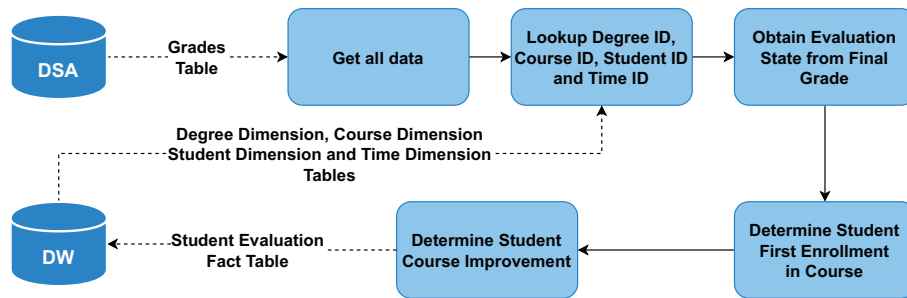 DSA
Grades
Table
Get all data
Lookup Degree ID,
Course ID, Student ID
and Time ID
Obtain Evaluation
State from Final
Grade
Degree Dimension, Course Dimension
Student Dimension and Time Dimension
Tables
DW
Student Evaluation
Fact Table
Determine Student
Course Improvement
Determine Student
First Enrollment
in Course